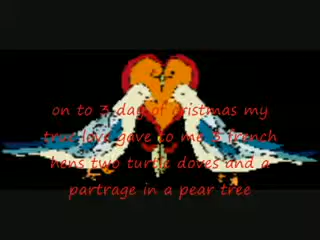 on to 3 day of cristmas my
true love gave to me 3 french
hens two turtle doves and a
partrage in a pear tree